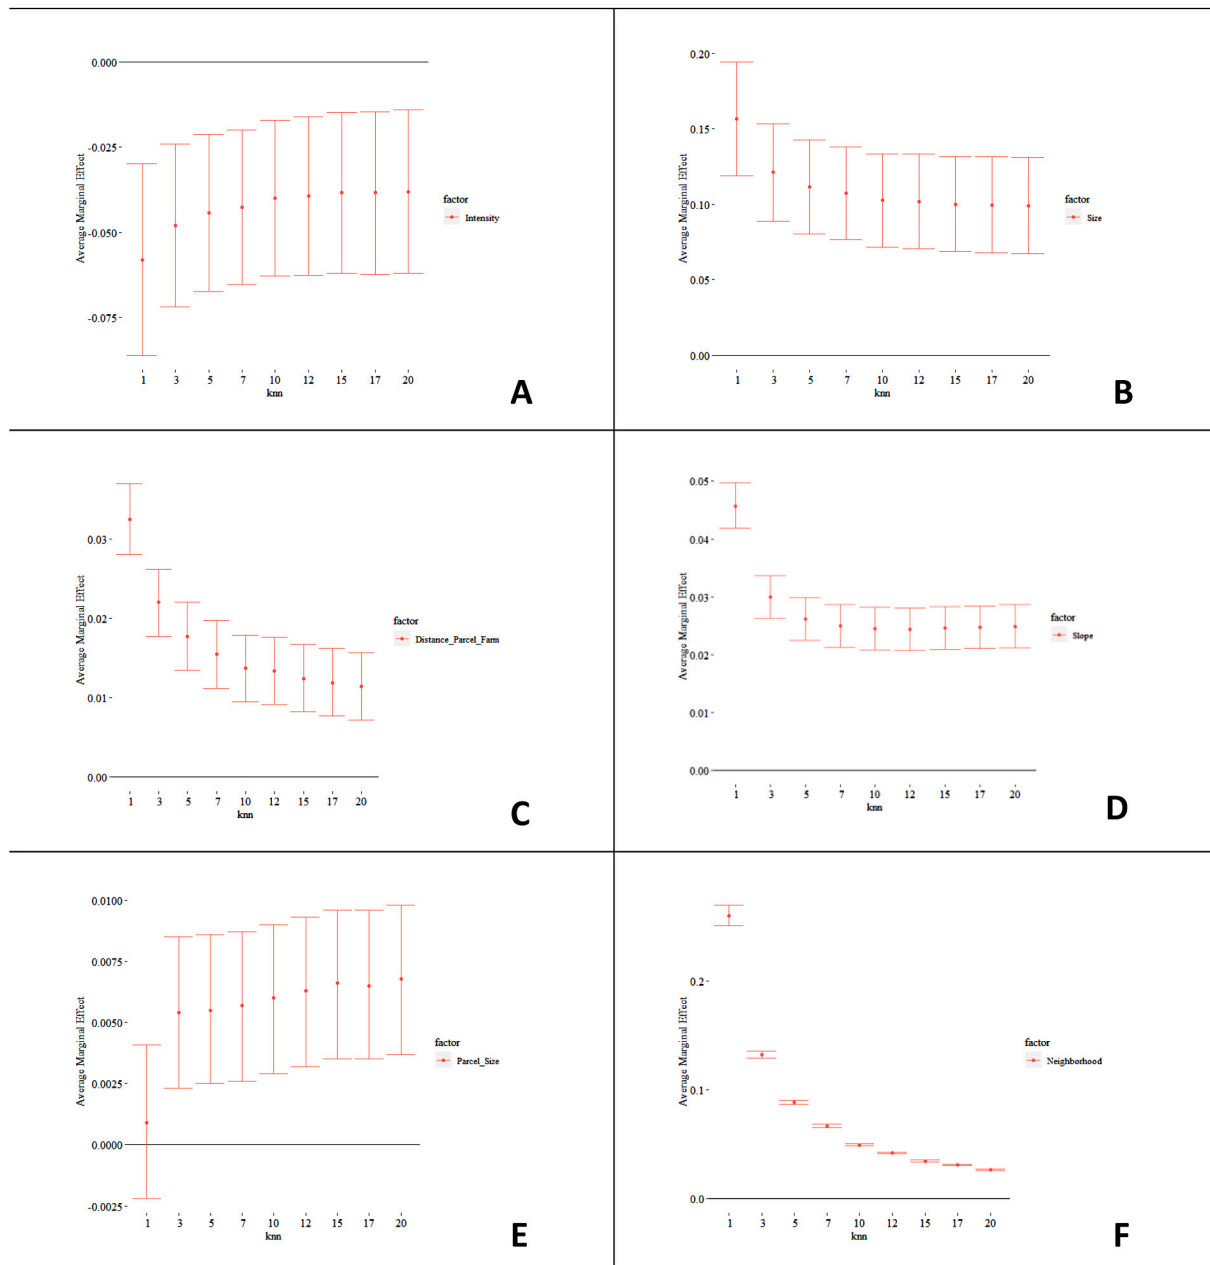 Average Marginal Effect
0.000
-0.025
-0.050
-0.075
1 3 5 7 10 12 15 17 20
knn
factor
Intensity
A
Average Marginal Effect
0.20
0.15
0.10
0.05
0.00
1 3 5 7 10 12 15 17 20
knn
factor
Size
B
Average Marginal Effect
0.03
0.02
0.01
0.00
1 3 5 7 10 12 15 17 20
knn
factor
Distance_Parcel_Farm
C
Average Marginal Effect
0.05
0.04
0.03
0.02
0.01
0.00
1 3 5 7 10 12 15 17 20
knn
factor
Slope
D
Average Marginal Effect
0.0100
0.0075
0.0050
0.0025
0.0000
-0.0025
1 3 5 7 10 12 15 17 20
knn
factor
Parcel_Size
E
Average Marginal Effect
0.2
0.1
0.0
1 3 5 7 10 12 15 17 20
knn
factor
Neighborhood
F